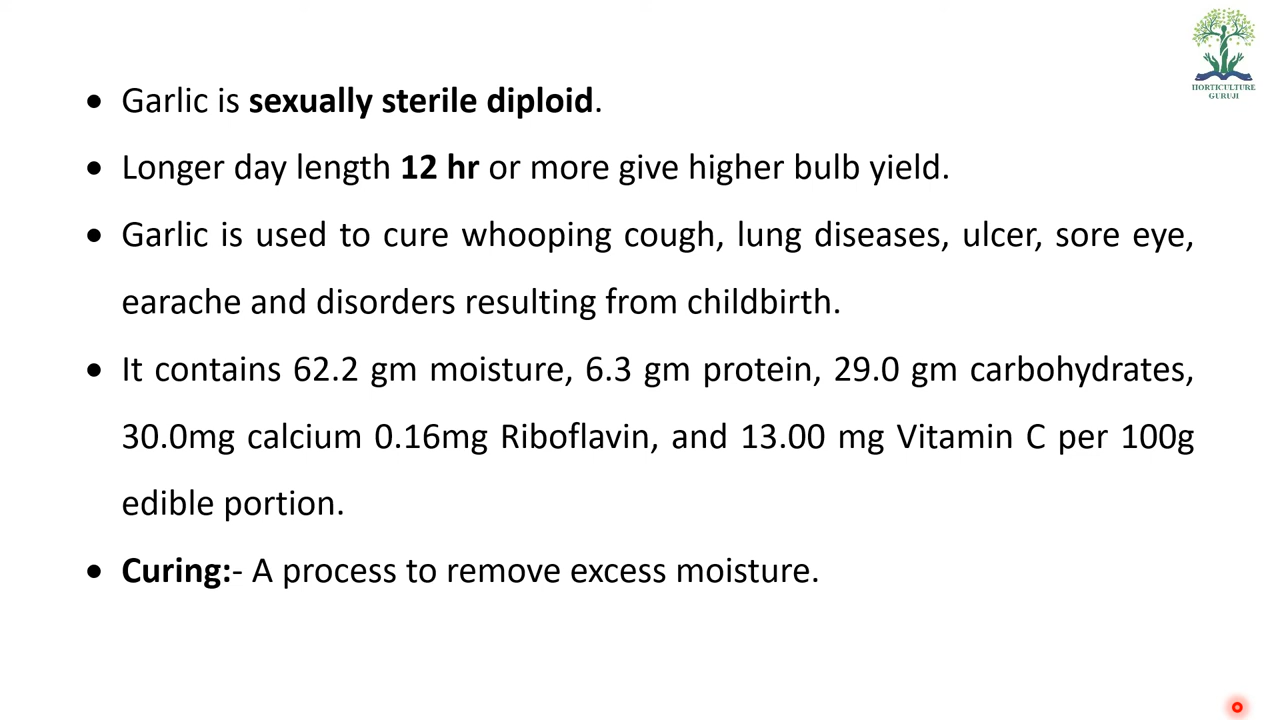 HORTICULTURE
GURUJI
• Garlic is sexually sterile diploid.
• Longer day length 12 hr or more give higher bulb yield.
• Garlic is used to cure whooping cough, lung diseases, ulcer, sore eye,
earache and disorders resulting from childbirth.
• It contains 62.2 gm moisture, 6.3 gm protein, 29.0 gm carbohydrates,
30.0mg calcium 0.16mg Riboflavin, and 13.00 mg Vitamin C per 100g
edible portion.
• Curing:- A process to remove excess moisture.